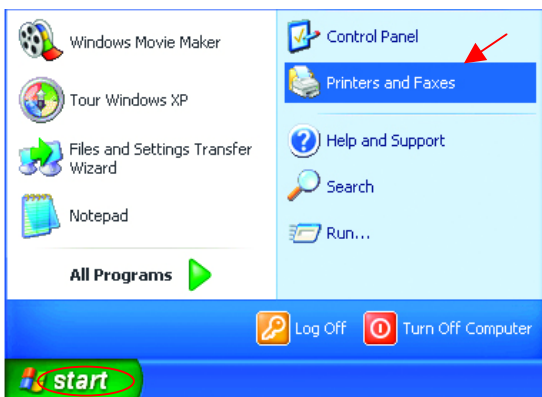 Windows Movie Maker
Tour Windows XP
Files and Settings Transfer
Wizard
Notepad
All Programs
Control Panel
Printers and Faxes
Help and Support
Search
Run...
Log Off
Turn Off Computer
start